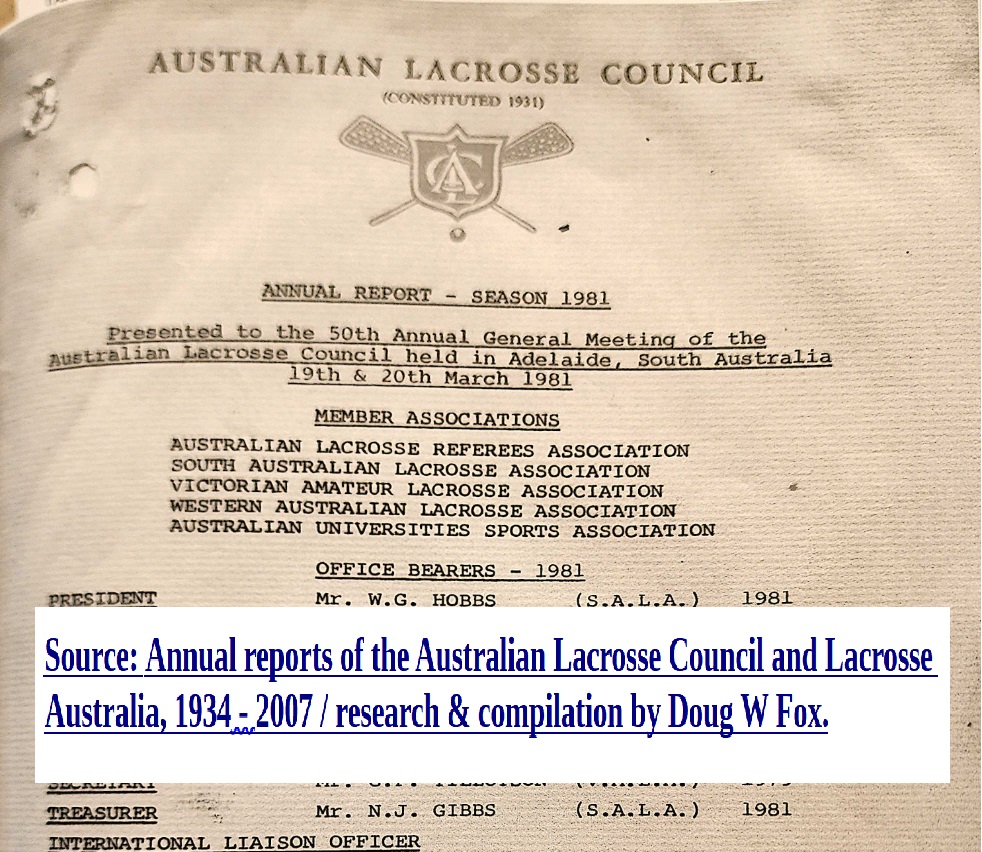 AUSTRALIAN LACROSSE COUNCIL
(CONSTITUTED 1931)
ALC
ANNUAL REPORT - SEASON 1981
Presented to the 50th Annual General Meeting of the
Australian Lacrosse Council held in Adelaide, South Australia
19th & 20th March 1981
MEMBER ASSOCIATIONS
AUSTRALIAN LACROSSE REFEREES ASSOCIATION
SOUTH AUSTRALIAN LACROSSE ASSOCIATION
VICTORIAN AMATEUR LACROSSE ASSOCIATION
WESTERN AUSTRALIAN LACROSSE ASSOCIATION
AUSTRALIAN UNIVERSITIES SPORTS ASSOCIATION
OFFICE BEARERS - 1981
PRESIDENT Mr. W.G. HOBBS (S.A.L.A.) 1981
Source: Annual reports of the Australian Lacrosse Council and Lacrosse
Australia, 1934 - 2007 / research & compilation by Doug W Fox.
SECRETARY Mr.
TREASURER Mr. N.J. GIBBS (S.A.L.A.) 1981
INTERNATIONAL LIAISON OFFICER